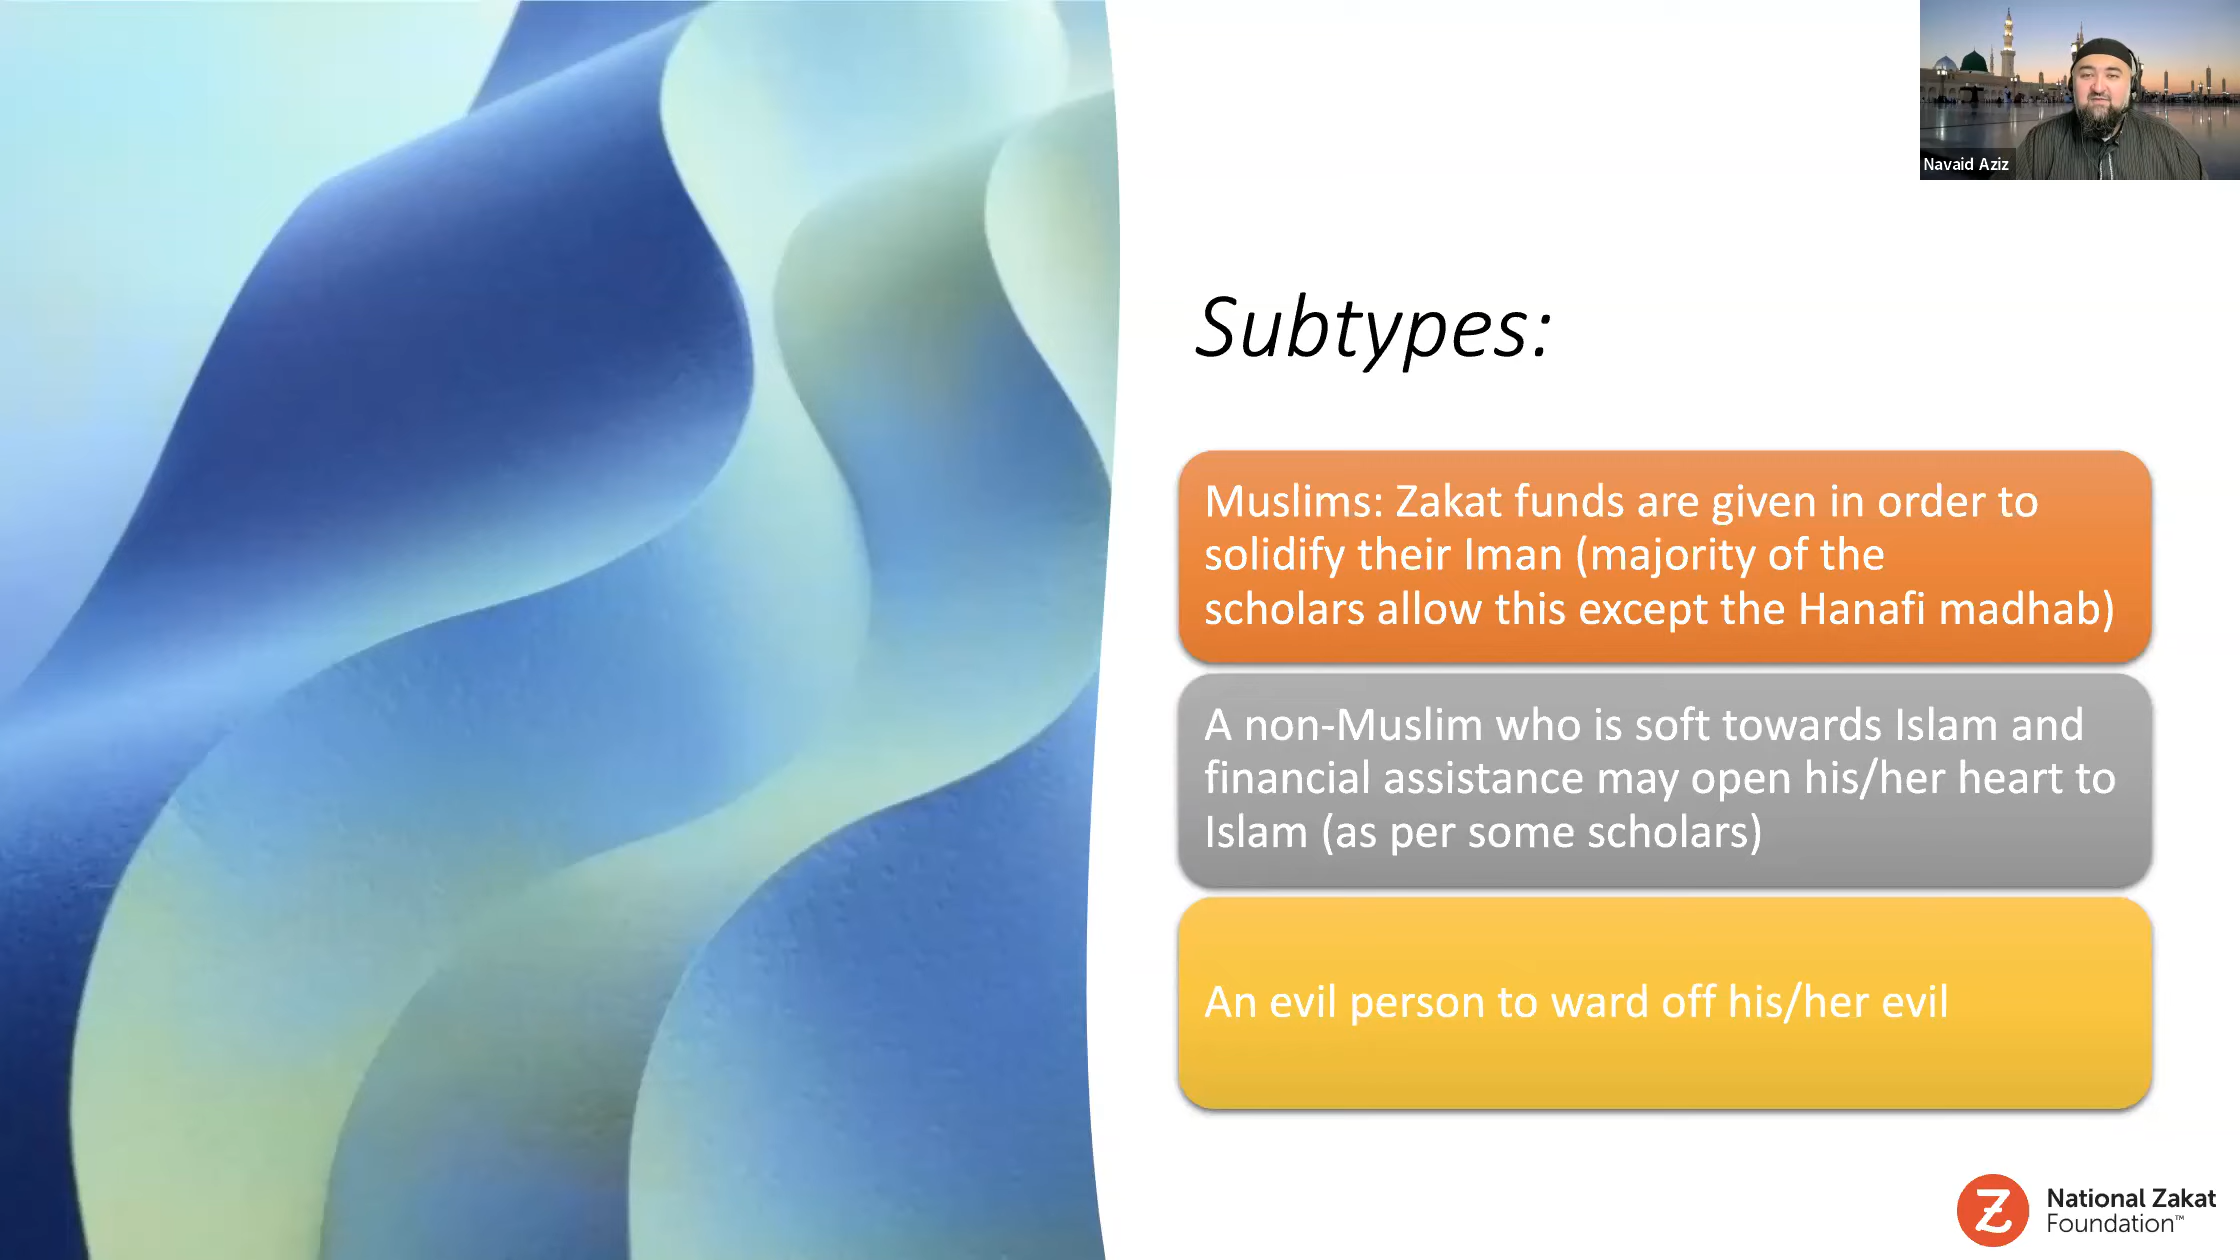 Navaid Aziz
Subtypes:
Muslims: Zakat funds are given in order to
solidify their Iman (majority of the
scholars allow this except the Hanafi madhab)
A non-Muslim who is soft towards Islam and
financial assistance may open his/her heart to
Islam (as per some scholars)
An evil person to ward off his/her evil
Z
National Zakat
Foundation™